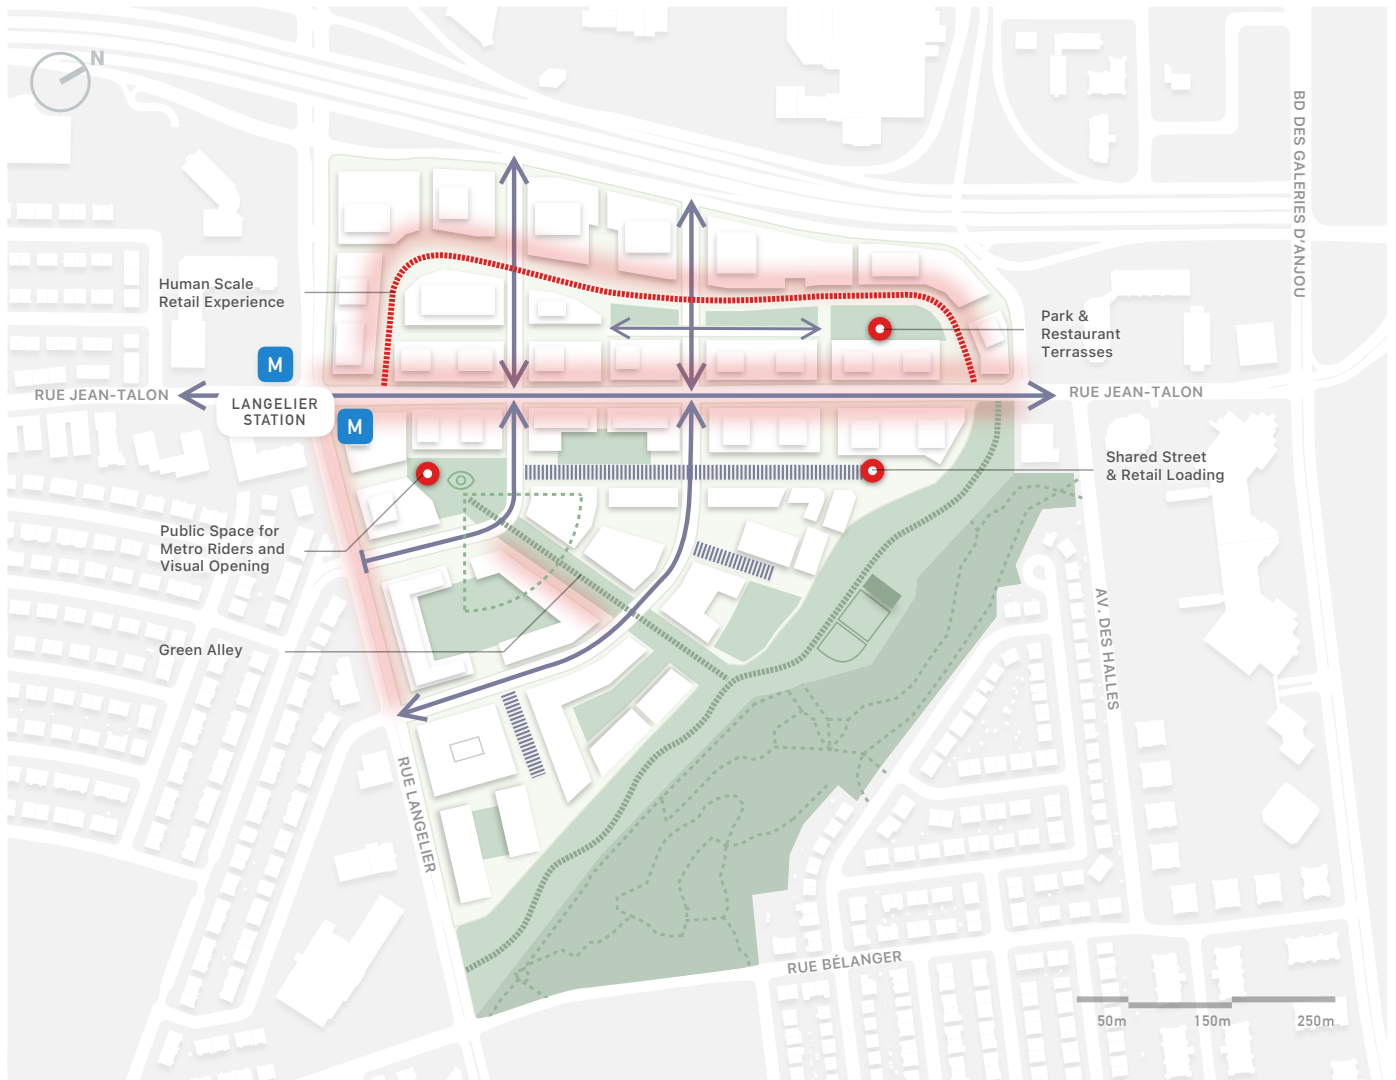 N
BD DES GALERIES D'ANJOU
Human Scale
Retail Experience
Park &
Restaurant
Terrasses
M
RUE JEAN-TALON
RUE JEAN-TALON
LANGELIER
STATION
M
Shared Street
& Retail Loading
Public Space for
Metro Riders and
Visual Opening
AV. DES HALLES
Green Alley
RUE LANGELIER
RUE BÉLANGER
50m
150m
250m